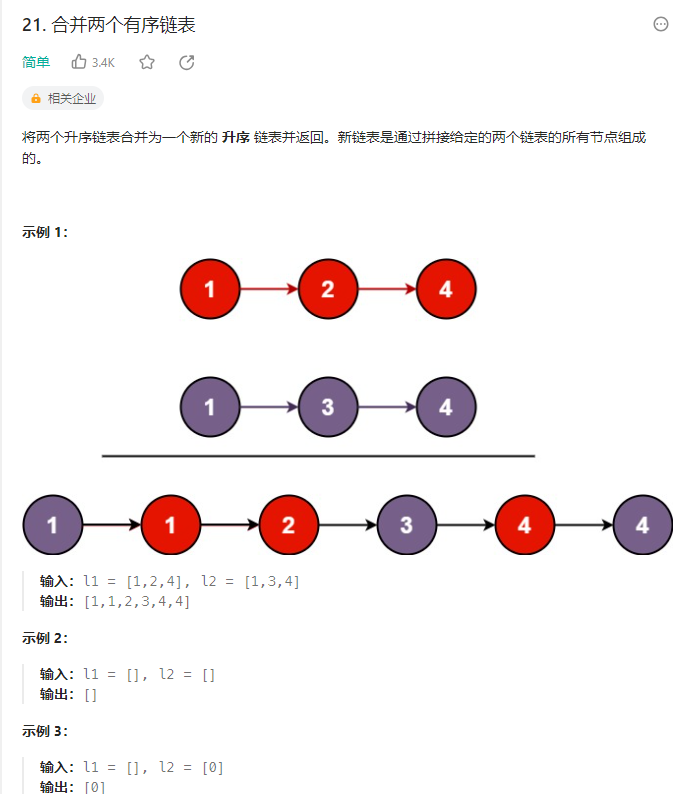 21. 合并两个有序链表
简单 3.4K
相关企业
将两个升序链表合并为一个新的 升序 链表并返回。新链表是通过拼接给定的两个链表的所有节点组成
的。
示例 1：
1 2 4
1 3 4
1 1 2 3 4 4
输入：l1 = [1,2,4], l2 = [1,3,4]
输出：[1,1,2,3,4,4]
示例 2：
输入：l1 = [], l2 = []
输出：[]
示例 3：
输入：l1 = [], l2 = [0]
输出：[0]